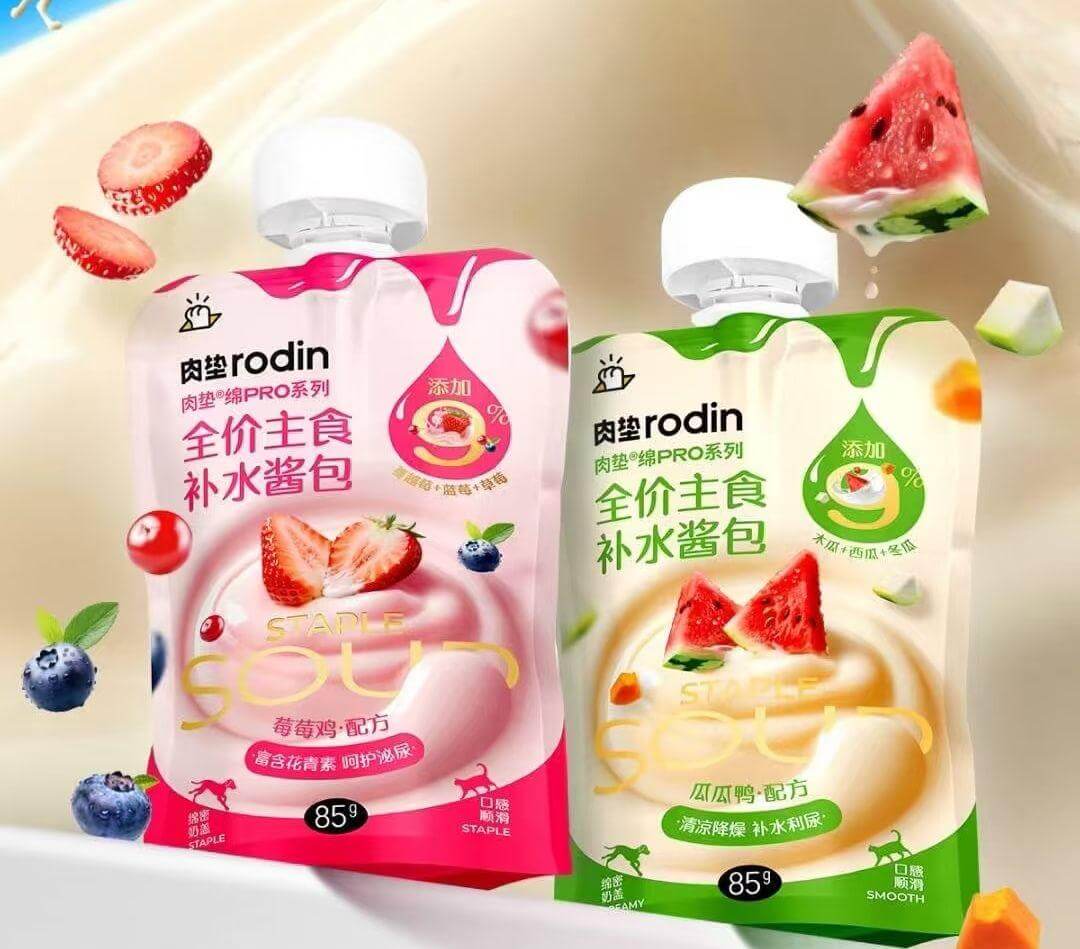 肉垫rodin
肉垫®绵PRO系列
全价主食
补水酱包
添加
9%
蔓越莓+蓝莓+草莓
STAPLE
SOUP
莓莓鸡·配方
·富含花青素 呵护泌尿·
绵密
奶盖
STAPLE
85g
口感
顺滑
STAPLE
肉垫rodin
肉垫®绵PRO系列
全价主食
补水酱包
添加
9%
木瓜+西瓜+冬瓜
STAPLE
SOUP
瓜瓜鸭·配方
·清凉降燥 补水利尿·
绵密
奶盖
CREAMY
85g
口感
顺滑
SMOOTH